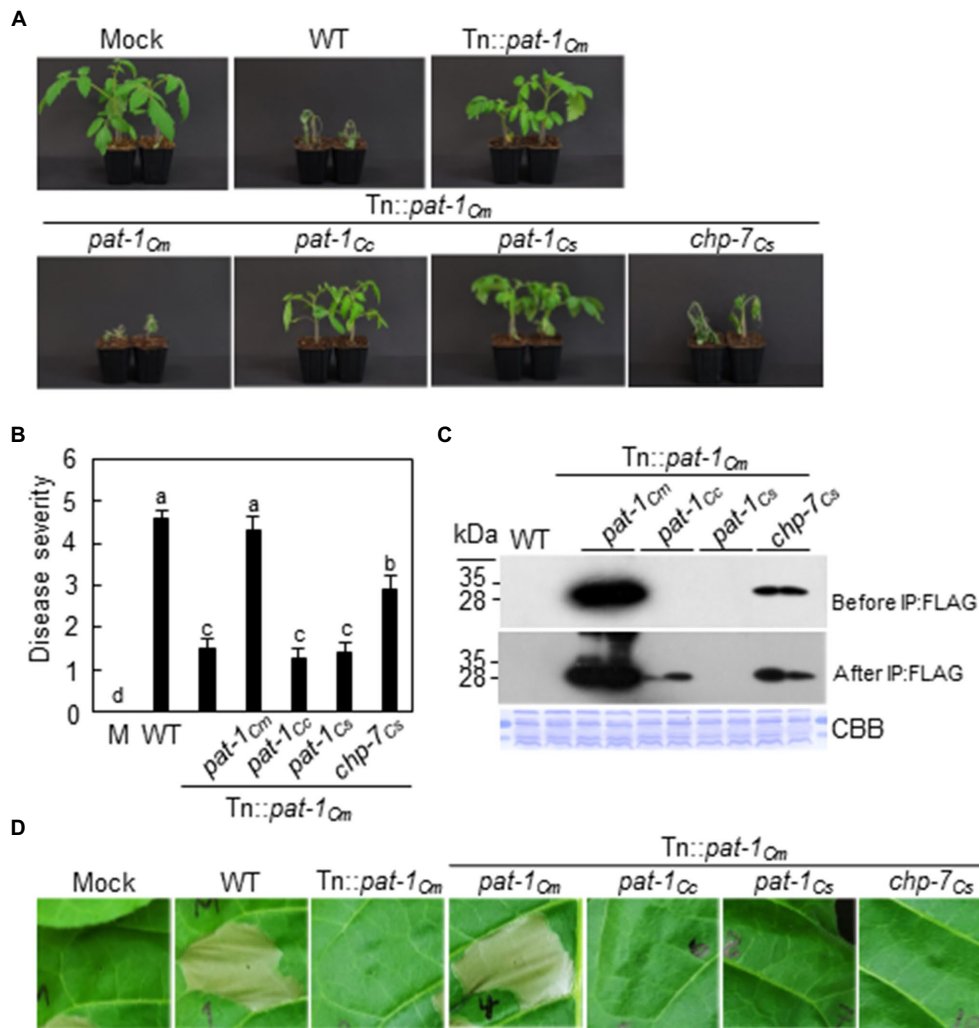 A
Mock WT Tn::pat-1Cm
Tn::pat-1Cm
pat-1Cm pat-1Cc pat-1Cs chp-7Cs
B
Disease severity
6
5
4
3
2
1
0
d a c a c c b
M WT pat-1Cm pat-1Cc pat-1Cs chp-7Cs
Tn::pat-1Cm
C
Tn::pat-1Cm
kDa WT pat-1Cm pat-1Cc pat-1Cs chp-7Cs
35
28
Before IP:FLAG
35
28
After IP:FLAG
CBB
D
Tn::pat-1Cm
Mock WT Tn::pat-1Cm pat-1Cm pat-1Cc pat-1Cs chp-7Cs
4